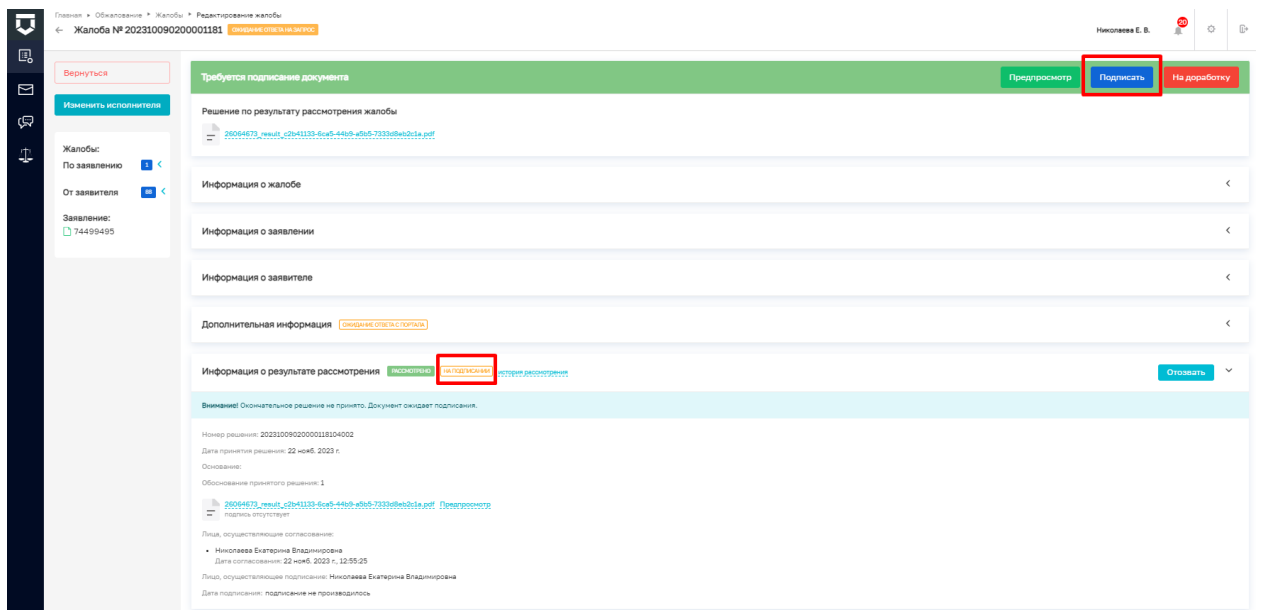 Главная ▸ Обжалование ▸ Жалобы ▸ Редактирование жалобы
← Жалоба № 202310090200001181 ОЖИДАНИЕ ОТВЕТА НА ЗАПРОС
Николаева Е. В.
20
Вернуться
Изменить исполнителя
Жалобы:
По заявлению 1
От заявителя 88
Заявление:
74499495
Требуется подписание документа
Предпросмотр
Подписать
На доработку
Решение по результату рассмотрения жалобы
26064673_result_c2b41133-6ca5-44b9-a5b5-7333d8eb2c1a.pdf
Информация о жалобе
Информация о заявлении
Информация о заявителе
Дополнительная информация ОЖИДАНИЕ ОТВЕТА С ПОРТАЛА
Информация о результате рассмотрения РАССМОТРЕНО НА ПОДПИСАНИИ история рассмотрения
Отозвать
Внимание! Окончательное решение не принято. Документ ожидает подписания.
Номер решения: 20231009020000118104002
Дата принятия решения: 22 нояб. 2023 г.
Основание:
Обоснование принятого решения: 1
26064673_result_c2b41133-6ca5-44b9-a5b5-7333d8eb2c1a.pdf Предпросмотр
подпись отсутствует
Лица, осуществляющие согласование:
• Николаева Екатерина Владимировна
Дата согласования: 22 нояб. 2023 г., 12:55:25
Лицо, осуществляющее подписание: Николаева Екатерина Владимировна
Дата подписания: подписание не производилось